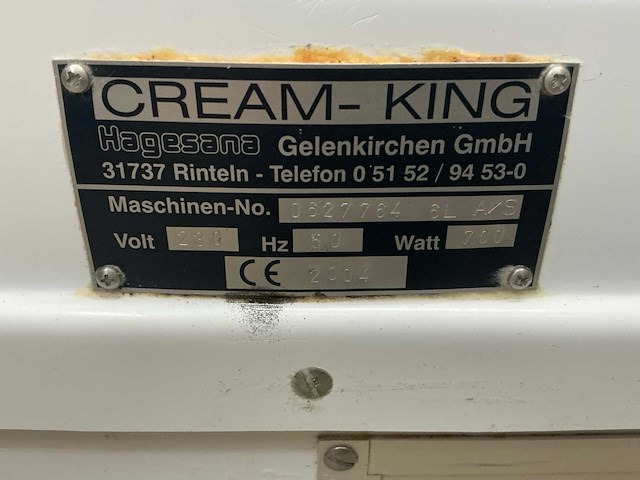 CREAM- KING
Hagesana Gelenkirchen GmbH
31737 Rinteln - Telefon 0 51 52 / 94 53-0
Maschinen-No. 0627764 6L A/S
Volt 230 Hz 50 Watt 700
CE 2004